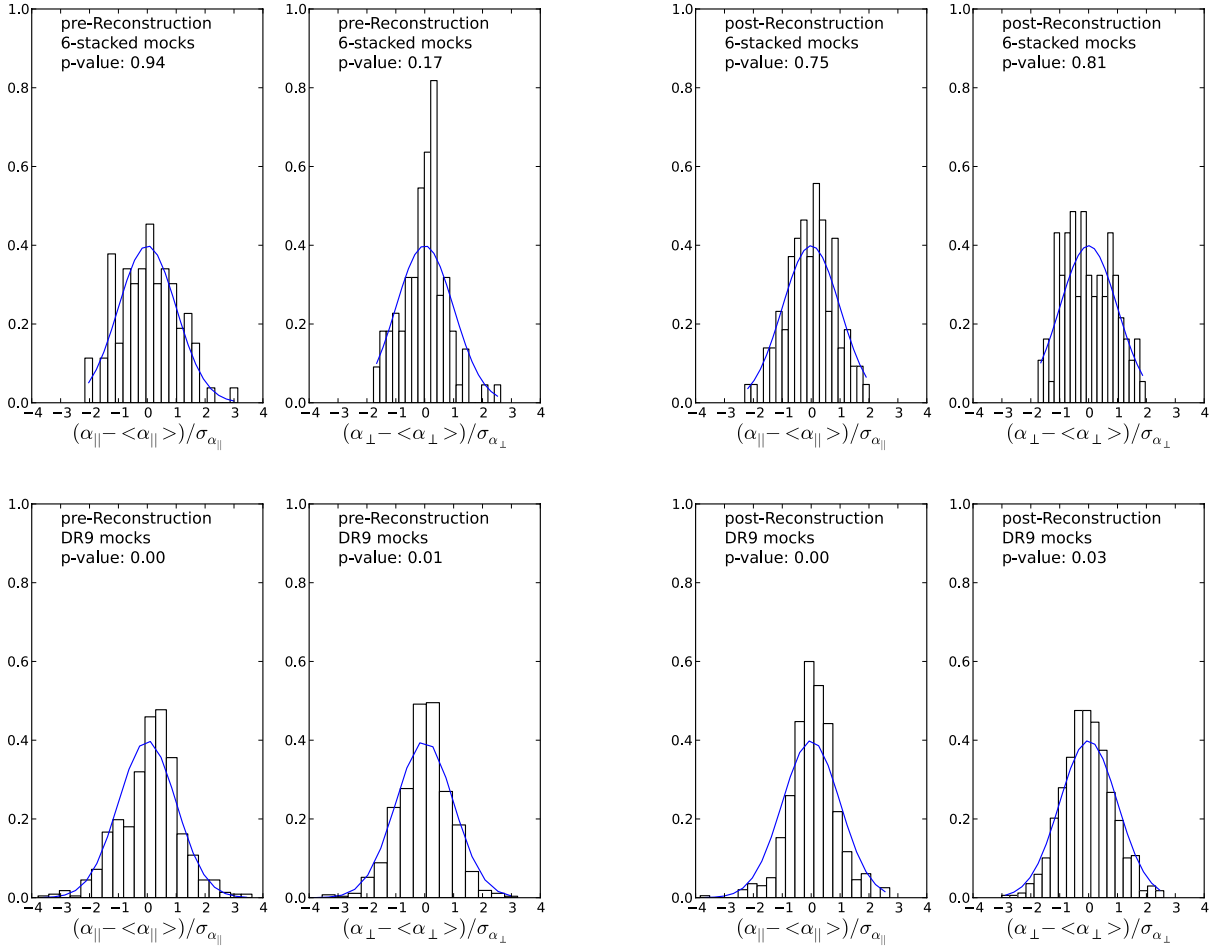 pre-Reconstruction
6-stacked mocks
p-value: 0.94
1.0
0.8
0.6
0.4
0.2
0.0
−4 −3 −2 −1 0 1 2 3 4
(α|| − <α||>)/σα||
pre-Reconstruction
6-stacked mocks
p-value: 0.17
1.0
0.8
0.6
0.4
0.2
0.0
−4 −3 −2 −1 0 1 2 3 4
(α⊥ − <α⊥>)/σα⊥
post-Reconstruction
6-stacked mocks
p-value: 0.75
1.0
0.8
0.6
0.4
0.2
0.0
−4 −3 −2 −1 0 1 2 3 4
(α|| − <α||>)/σα||
post-Reconstruction
6-stacked mocks
p-value: 0.81
1.0
0.8
0.6
0.4
0.2
0.0
−4 −3 −2 −1 0 1 2 3 4
(α⊥ − <α⊥>)/σα⊥
pre-Reconstruction
DR9 mocks
p-value: 0.00
1.0
0.8
0.6
0.4
0.2
0.0
−4 −3 −2 −1 0 1 2 3 4
(α|| − <α||>)/σα||
pre-Reconstruction
DR9 mocks
p-value: 0.01
1.0
0.8
0.6
0.4
0.2
0.0
−4 −3 −2 −1 0 1 2 3 4
(α⊥ − <α⊥>)/σα⊥
post-Reconstruction
DR9 mocks
p-value: 0.00
1.0
0.8
0.6
0.4
0.2
0.0
−4 −3 −2 −1 0 1 2 3 4
(α|| − <α||>)/σα||
post-Reconstruction
DR9 mocks
p-value: 0.03
1.0
0.8
0.6
0.4
0.2
0.0
−4 −3 −2 −1 0 1 2 3 4
(α⊥ − <α⊥>)/σα⊥